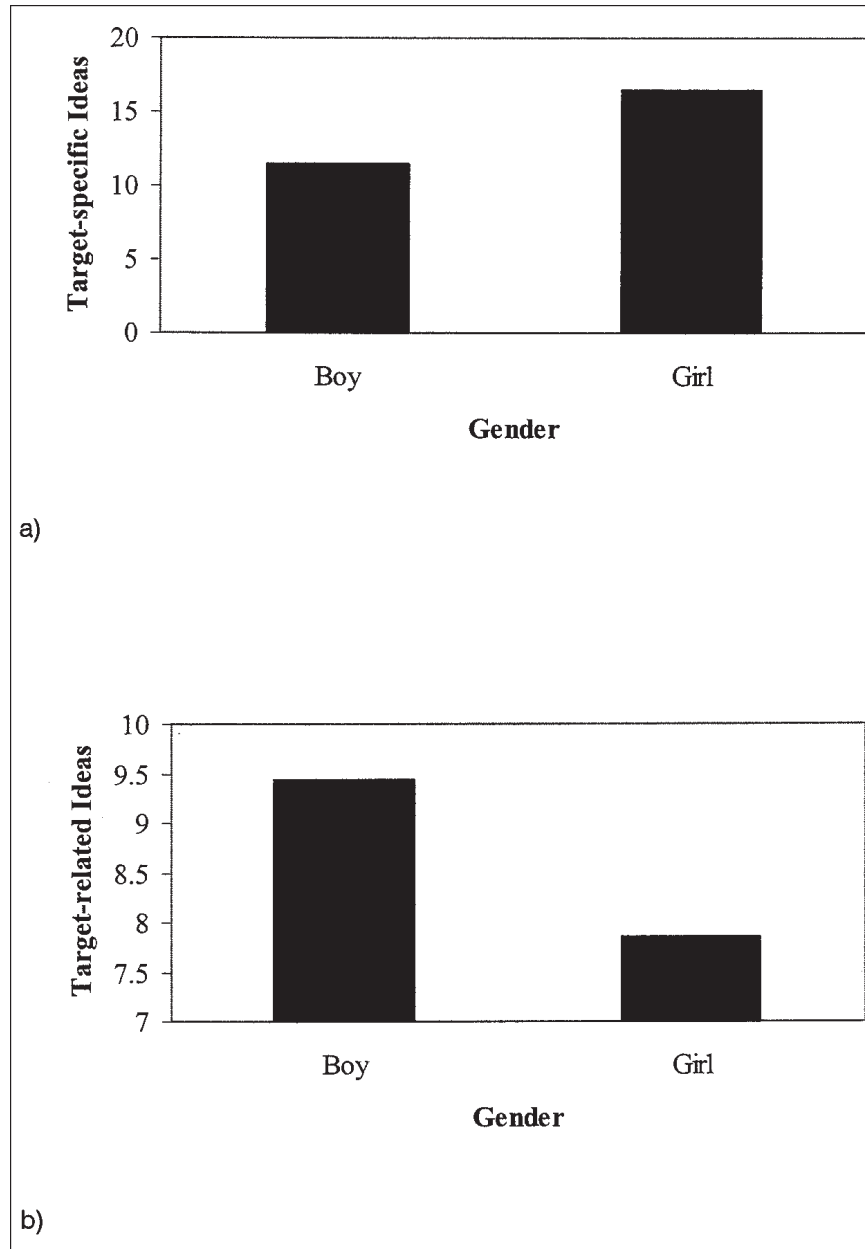 20
15
10
5
0
Target-specific Ideas
Boy Girl
Gender
a)
10
9.5
9
8.5
8
7.5
7
Target-related Ideas
Boy Girl
Gender
b)